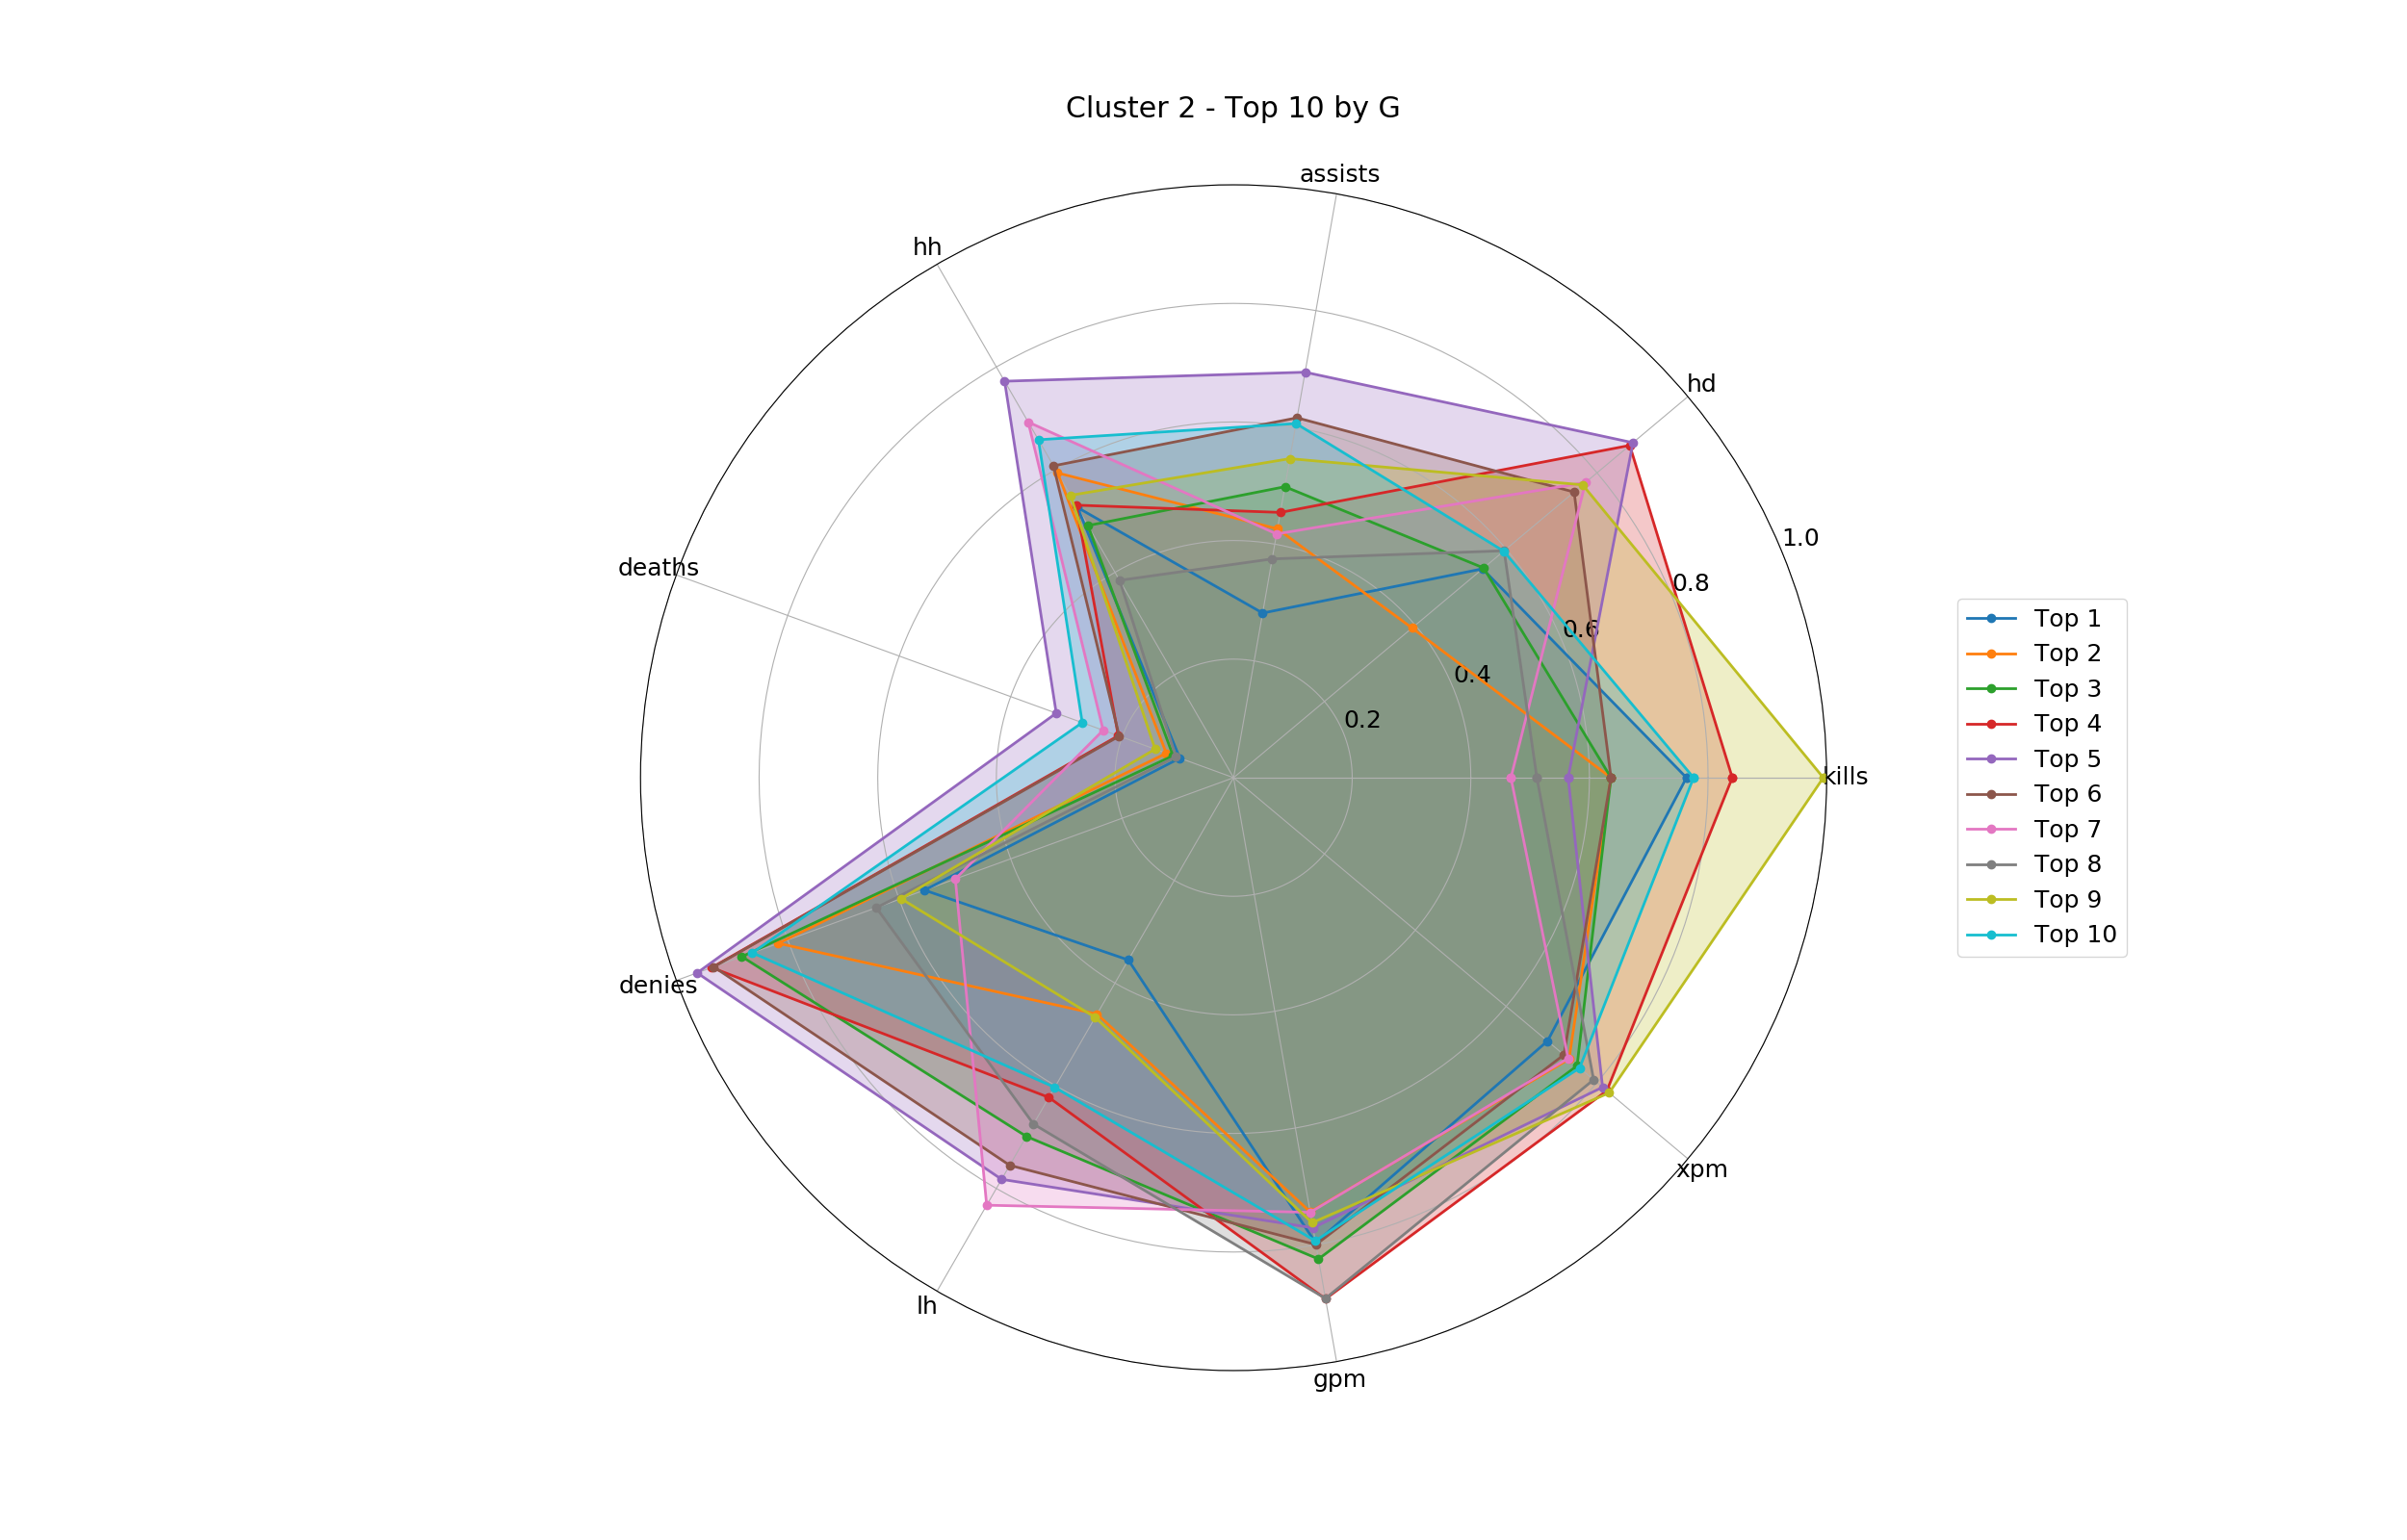 Cluster 2 - Top 10 by G
assists
hh
hd
deaths
1.0
0.8
0.6
0.4
0.2
kills
denies
xpm
lh
gpm
Top 1
Top 2
Top 3
Top 4
Top 5
Top 6
Top 7
Top 8
Top 9
Top 10